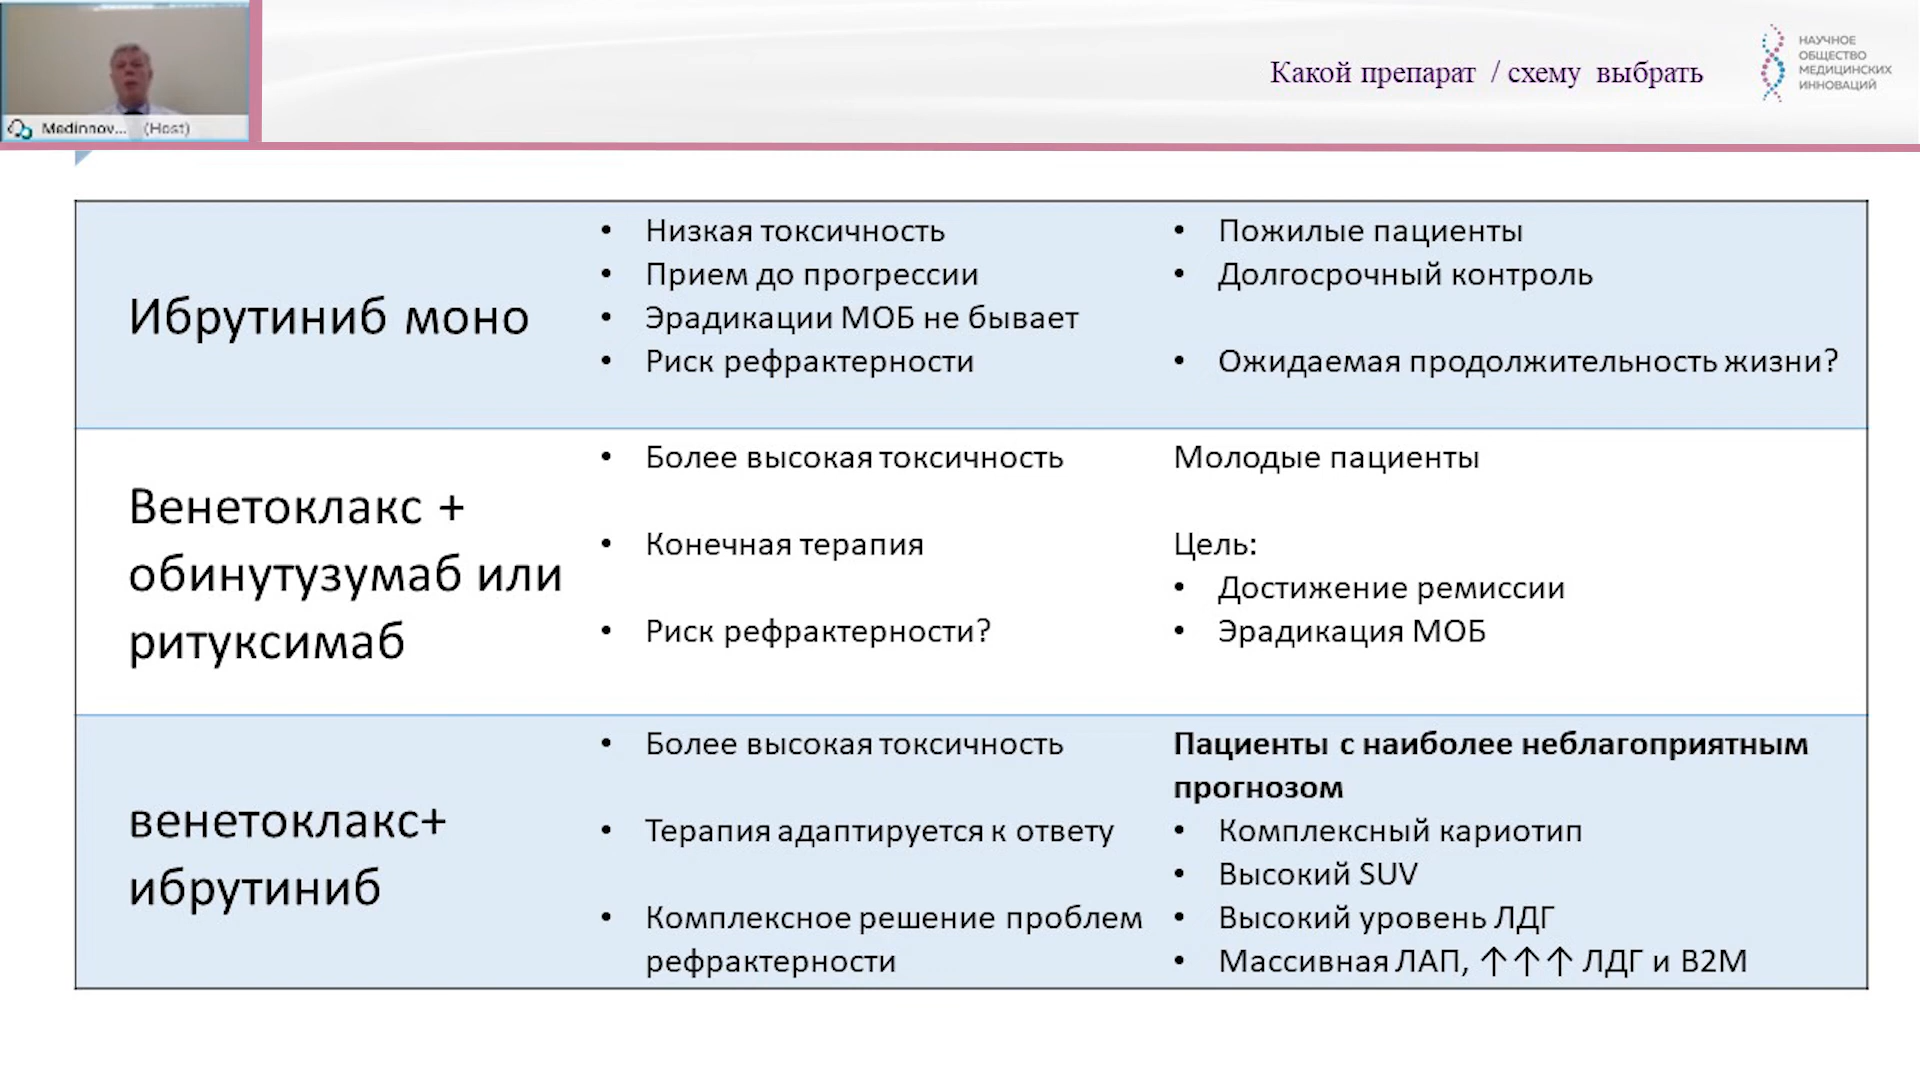 Medinnov... (Host)
Какой препарат / схему выбрать
НАУЧНОЕ
ОБЩЕСТВО
МЕДИЦИНСКИХ
ИННОВАЦИЙ
Ибрутиниб моно
• Низкая токсичность
• Прием до прогрессии
• Эрадикации МОБ не бывает
• Риск рефрактерности
• Пожилые пациенты
• Долгосрочный контроль
• Ожидаемая продолжительность жизни?
Венетоклакс +
обинутузумаб или
ритуксимаб
• Более высокая токсичность
• Конечная терапия
• Риск рефрактерности?
Молодые пациенты
Цель:
• Достижение ремиссии
• Эрадикация МОБ
венетоклакс+
ибрутиниб
• Более высокая токсичность
• Терапия адаптируется к ответу
• Комплексное решение проблем
рефрактерности
Пациенты с наиболее неблагоприятным
прогнозом
• Комплексный кариотип
• Высокий SUV
• Высокий уровень ЛДГ
• Массивная ЛАП, ↑↑↑ ЛДГ и В2М